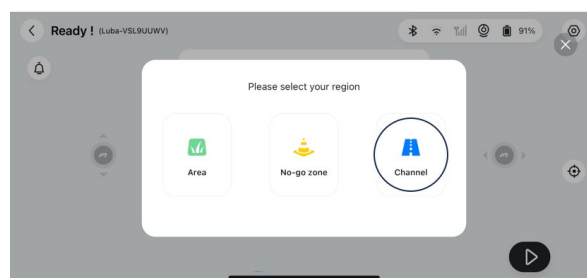 Ready ! (Luba-VSL9UUWV)
91%
Please select your region
Area
No-go zone
Channel